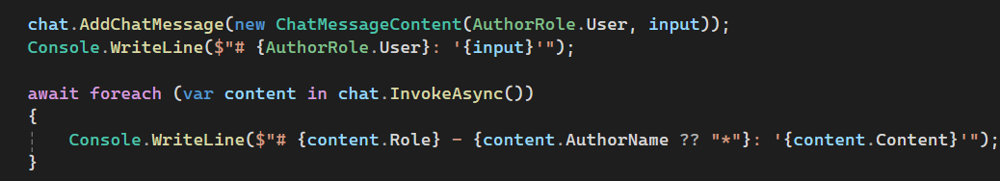 chat.AddChatMessage(new ChatMessageContent(AuthorRole.User, input));
Console.WriteLine($"# {AuthorRole.User}: '{input}'");
await foreach (var content in chat.InvokeAsync())
{
Console.WriteLine($"# {content.Role} - {content.AuthorName ?? "*"}: '{content.Content}'");
}